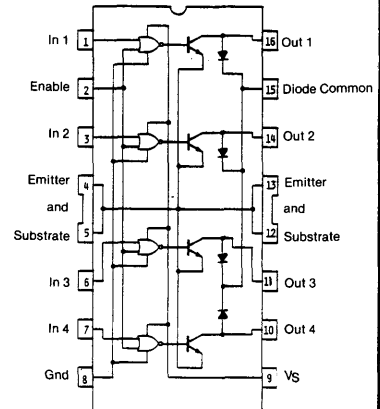 In 1 1 16 Out 1
Enable 2 15 Diode Common
In 2 3 14 Out 2
Emitter 4 13 Emitter
and and
Substrate 5 12 Substrate
In 3 6 11 Out 3
In 4 7 10 Out 4
Gnd 8 9 VS